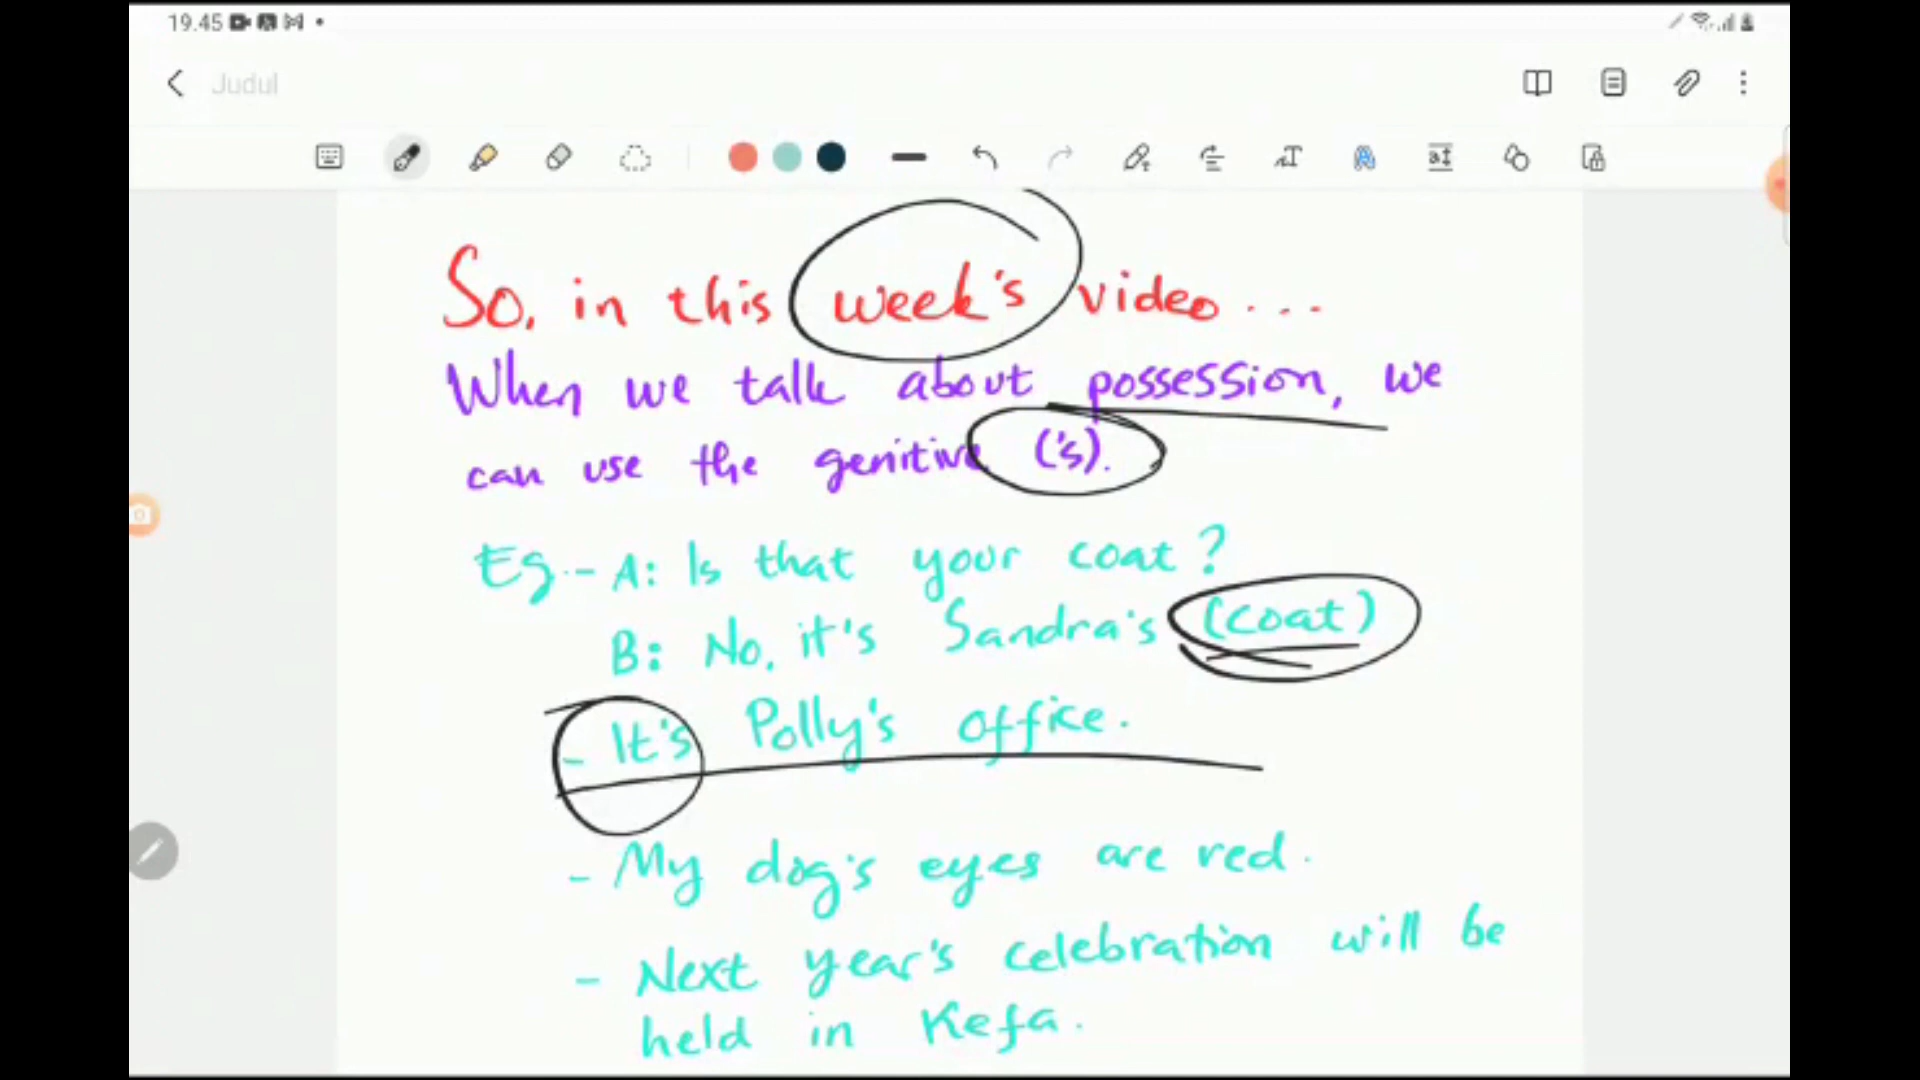 19.45
Judul
So, in this week's video...
When we talk about possession, we
can use the genitive ('s).
Eg.- A: Is that your coat?
B: No, it's Sandra's (coat)
- It's Polly's office.
- My dog's eyes are red.
- Next year's celebration will be
held in Kefa.